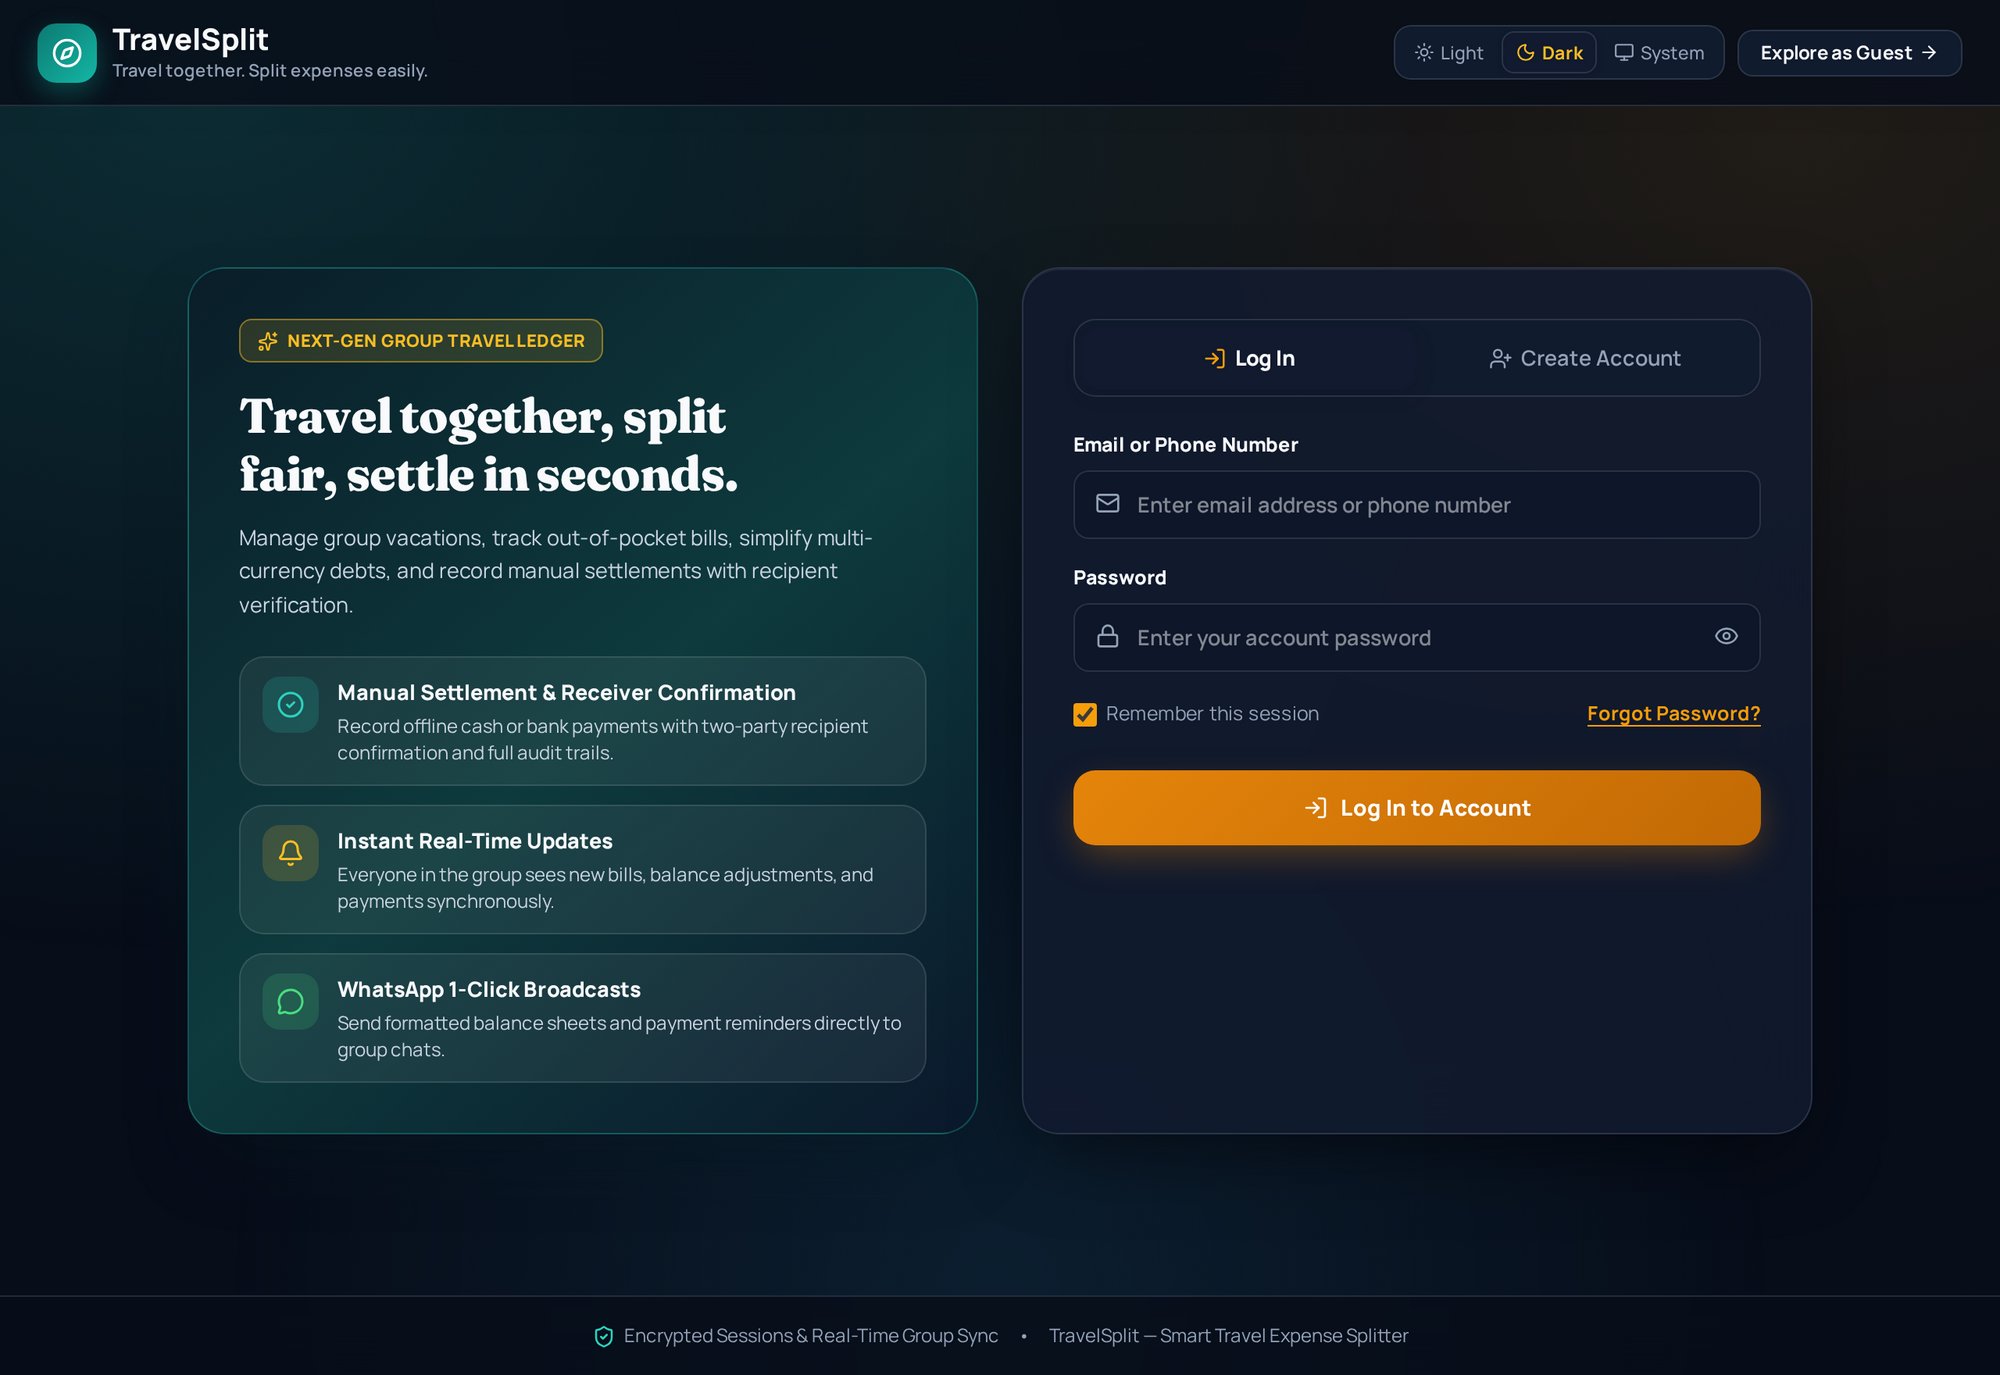 TravelSplit
Travel together. Split expenses easily.
Light
Dark
System
Explore as Guest
NEXT-GEN GROUP TRAVEL LEDGER
Travel together, split
fair, settle in seconds.
Manage group vacations, track out-of-pocket bills, simplify multi-
currency debts, and record manual settlements with recipient
verification.
Manual Settlement & Receiver Confirmation
Record offline cash or bank payments with two-party recipient
confirmation and full audit trails.
Instant Real-Time Updates
Everyone in the group sees new bills, balance adjustments, and
payments synchronously.
WhatsApp 1-Click Broadcasts
Send formatted balance sheets and payment reminders directly to
group chats.
Log In
Create Account
Email or Phone Number
Enter email address or phone number
Password
Enter your account password
Remember this session
Forgot Password?
Log In to Account
Encrypted Sessions & Real-Time Group Sync • TravelSplit — Smart Travel Expense Splitter